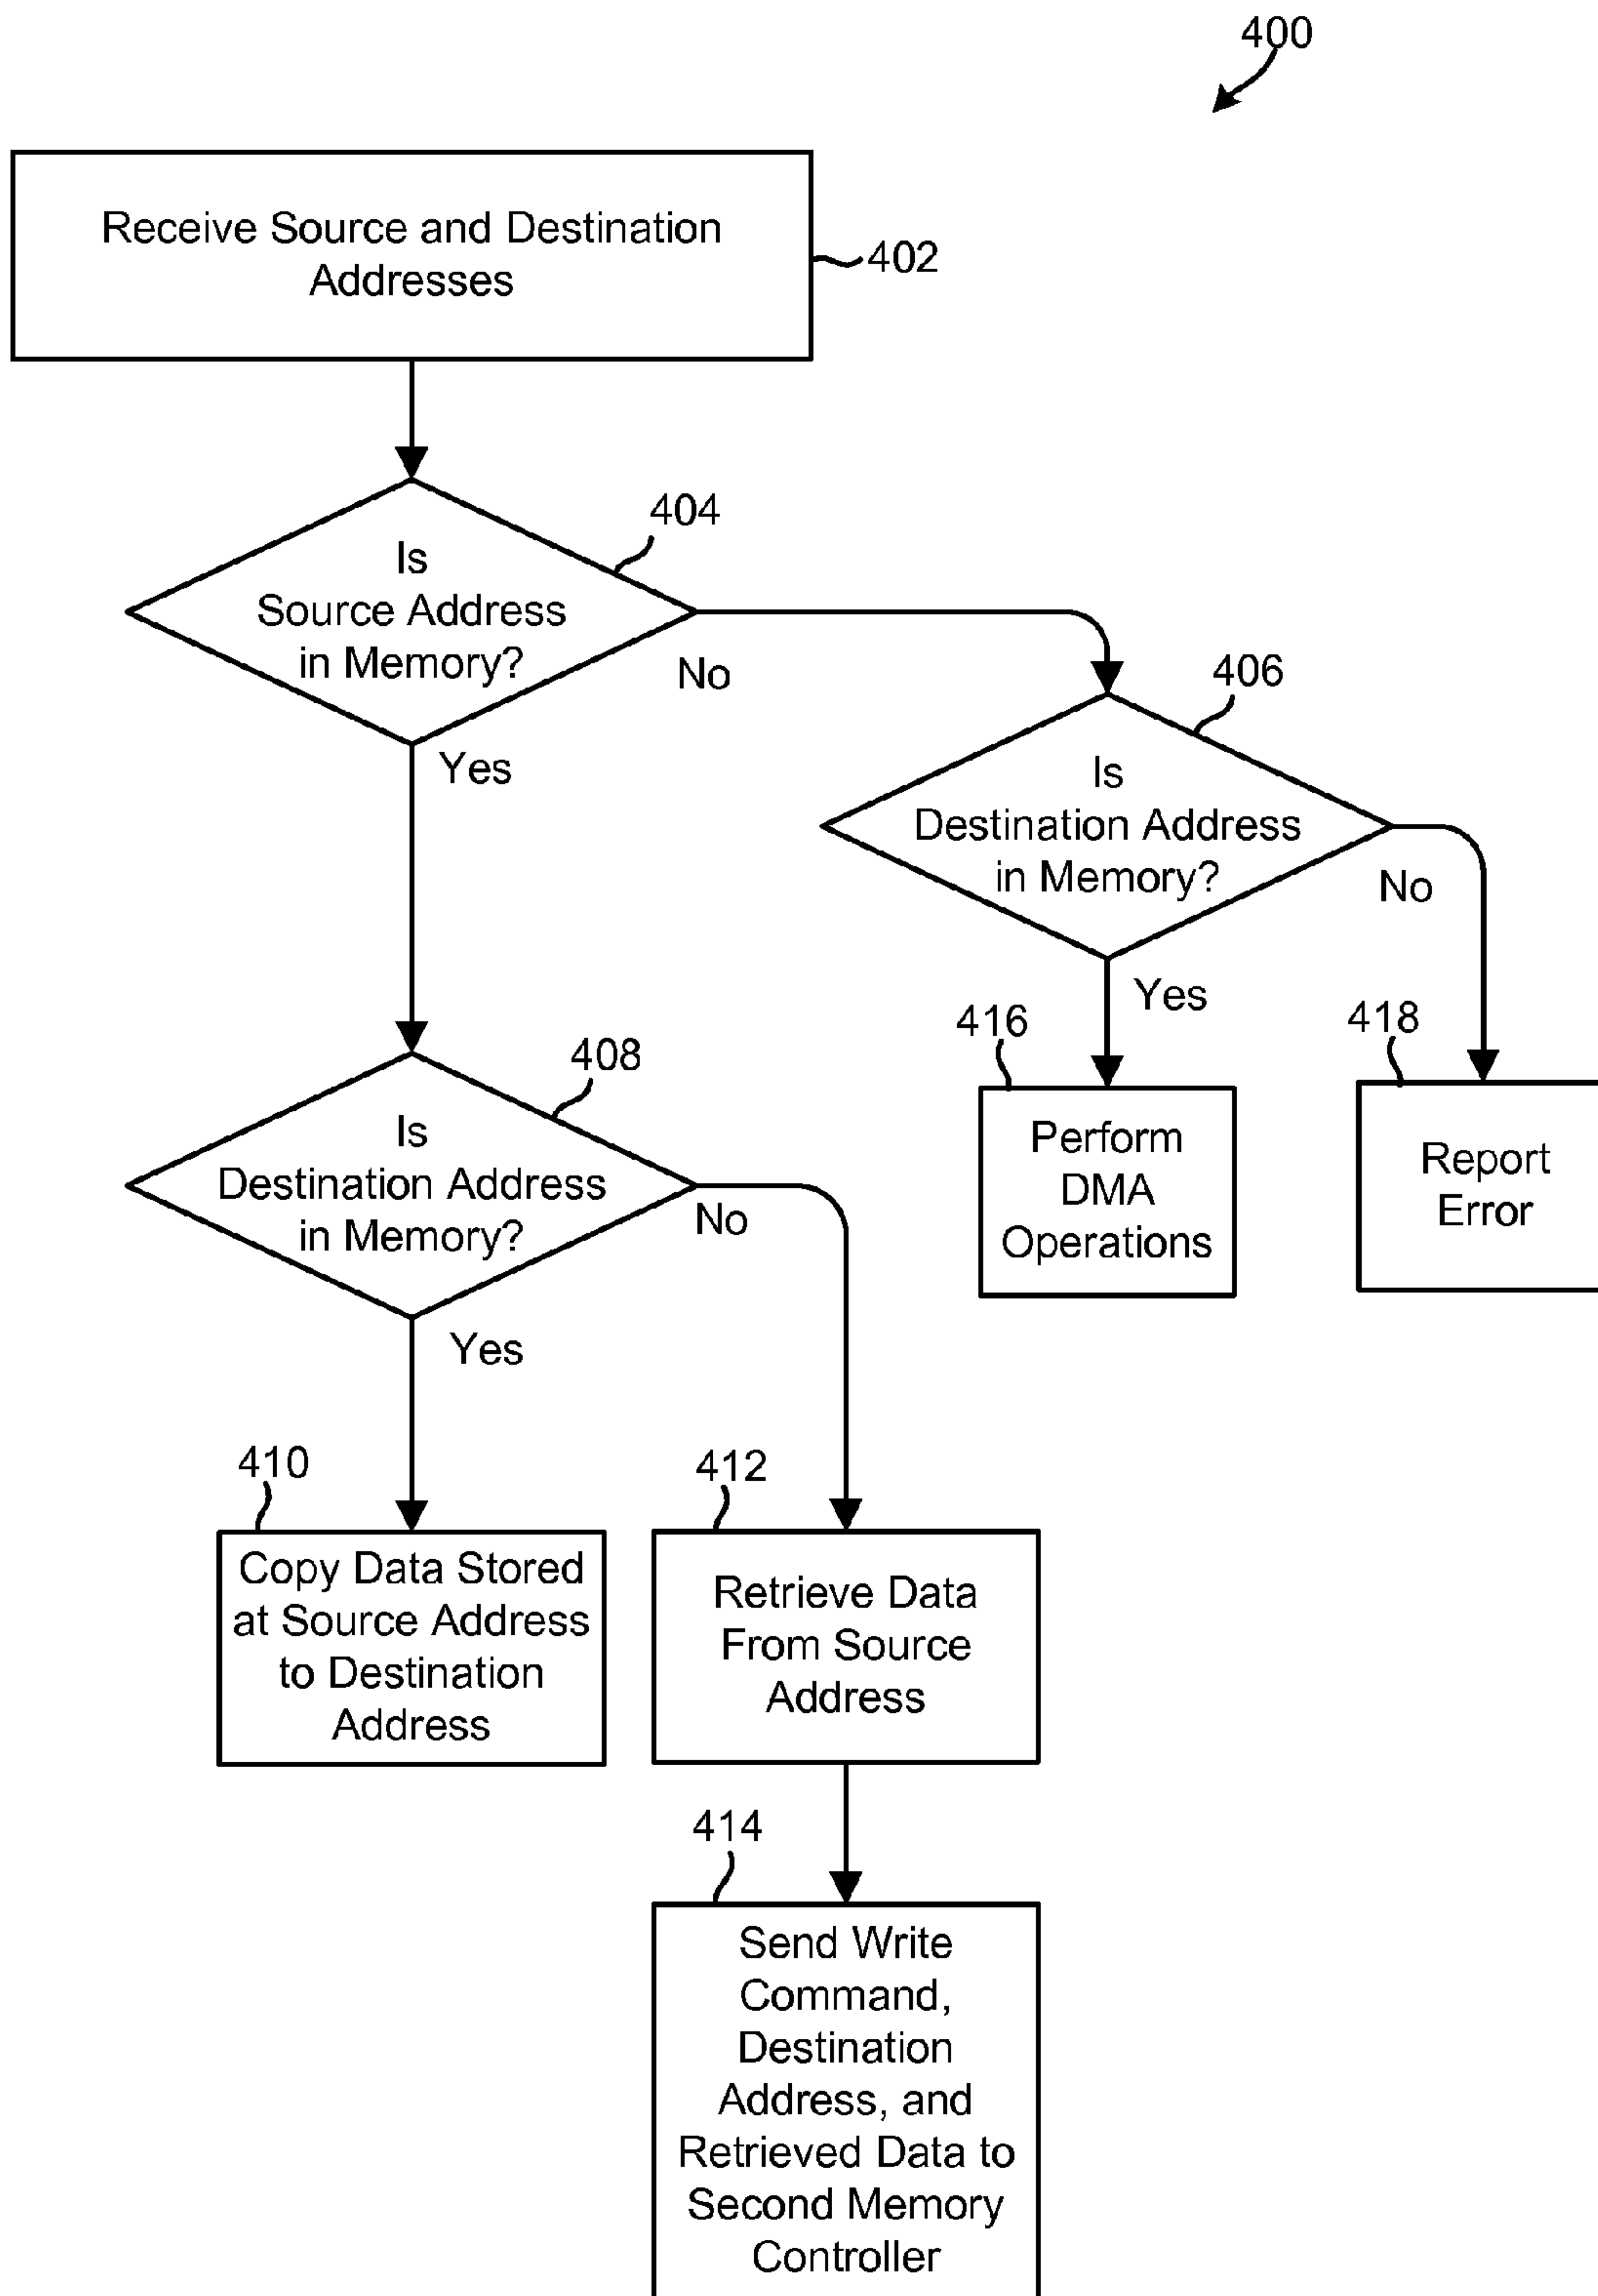 400
Receive Source and Destination
Addresses
402
404
Is
Source Address
in Memory?
No
Yes
406
Is
Destination Address
in Memory?
No
Yes
408
Is
Destination Address
in Memory?
No
Yes
416
Perform
DMA
Operations
418
Report
Error
410
Copy Data Stored
at Source Address
to Destination
Address
412
Retrieve Data
From Source
Address
414
Send Write
Command,
Destination
Address, and
Retrieved Data to
Second Memory
Controller